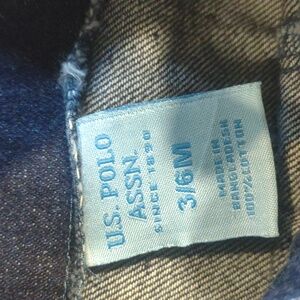 U.S. POLO
ASSN.
SINCE 1890
3/6M
MADE IN
BANGLADESH
100% COTTON